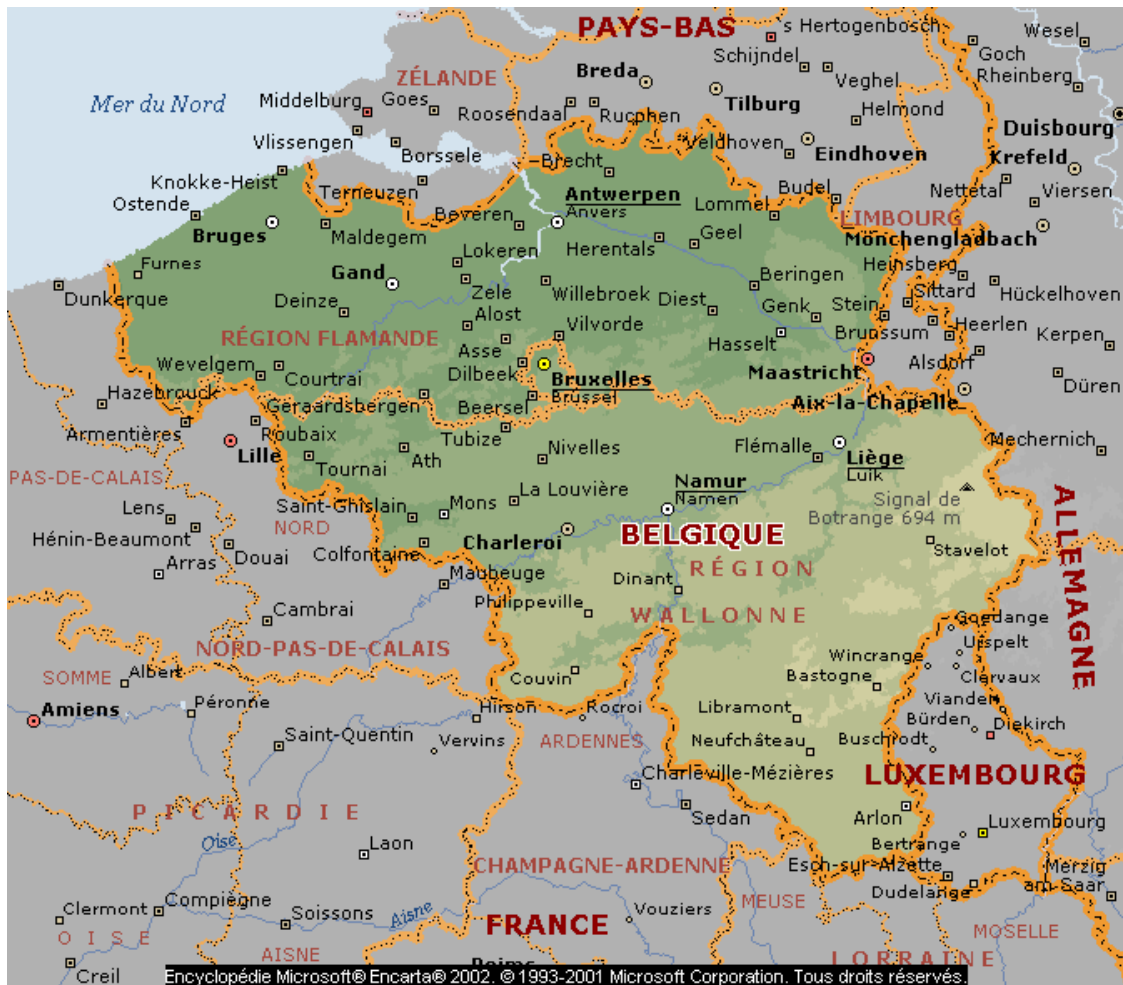 PAYS-BAS
's Hertogenbosch
Wesel
Schijndel
Goch
ZÉLANDE
Breda
Veghel
Rheinberg
Mer du Nord
Middelburg
Goes
Roosendaal
Rucphen
Tilburg
Helmond
Duisbourg
Vlissengen
Borssele
Veldhoven
Eindhoven
Krefeld
Knokke-Heist
Terneuzen
Brecht
Budel
Nettetal
Viersen
Ostende
Antwerpen
Anvers
Lommel
LIMBOURG
Bruges
Maldegem
Beveren
Herentals
Geel
Mönchengladbach
Furnes
Gand
Lokeren
Beringen
Heinsberg
Dunkerque
Deinze
Zele
Willebroek
Diest
Genk
Stein
Sittard
Hückelhoven
RÉGION FLAMANDE
Alost
Vilvorde
Hasselt
Brunssum
Heerlen
Kerpen
Wevelgem
Courtrai
Asse
Dilbeek
Bruxelles
Brüssel
Maastricht
Alsdorf
Düren
Hazebrouck
Geraardsbergen
Beersel
Aix-la-Chapelle
Armentières
Roubaix
Tubize
Nivelles
Flémalle
Liège
Luik
Mechernich
Lille
Tournai
Ath
PAS-DE-CALAIS
Saint-Ghislain
Mons
La Louvière
Namur
Namen
Signal de
Botrange 694 m
ALLEMAGNE
Lens
NORD
Hénin-Beaumont
Douai
Colfontaine
Charleroi
BELGIQUE
Stavelot
Arras
Maubeuge
Dinant
RÉGION
Cambrai
Philippeville
WALLONNE
Goedange
NORD-PAS-DE-CALAIS
Urspelt
Wincrange
SOMME
Albert
Couvin
Bastogne
Clervaux
Amiens
Péronne
Hirson
Rocroi
Libramont
Vianden
Bürden
Diekirch
Saint-Quentin
Vervins
ARDENNES
Neufchâteau
Buschrodt
Charleville-Mézières
LUXEMBOURG
PICARDIE
Sedan
Arlon
Luxembourg
Oise
Laon
Bertrange
CHAMPAGNE-ARDENNE
Esch-sur-Alzette
Merzig
am-Saar
Dudelange
Clermont
Compiègne
Soissons
Aisne
FRANCE
Vouziers
MEUSE
MOSELLE
OISE
AISNE
LORRAINE
Creil
Reims
Encyclopédie Microsoft® Encarta® 2002. © 1993-2001 Microsoft Corporation. Tous droits réservés.